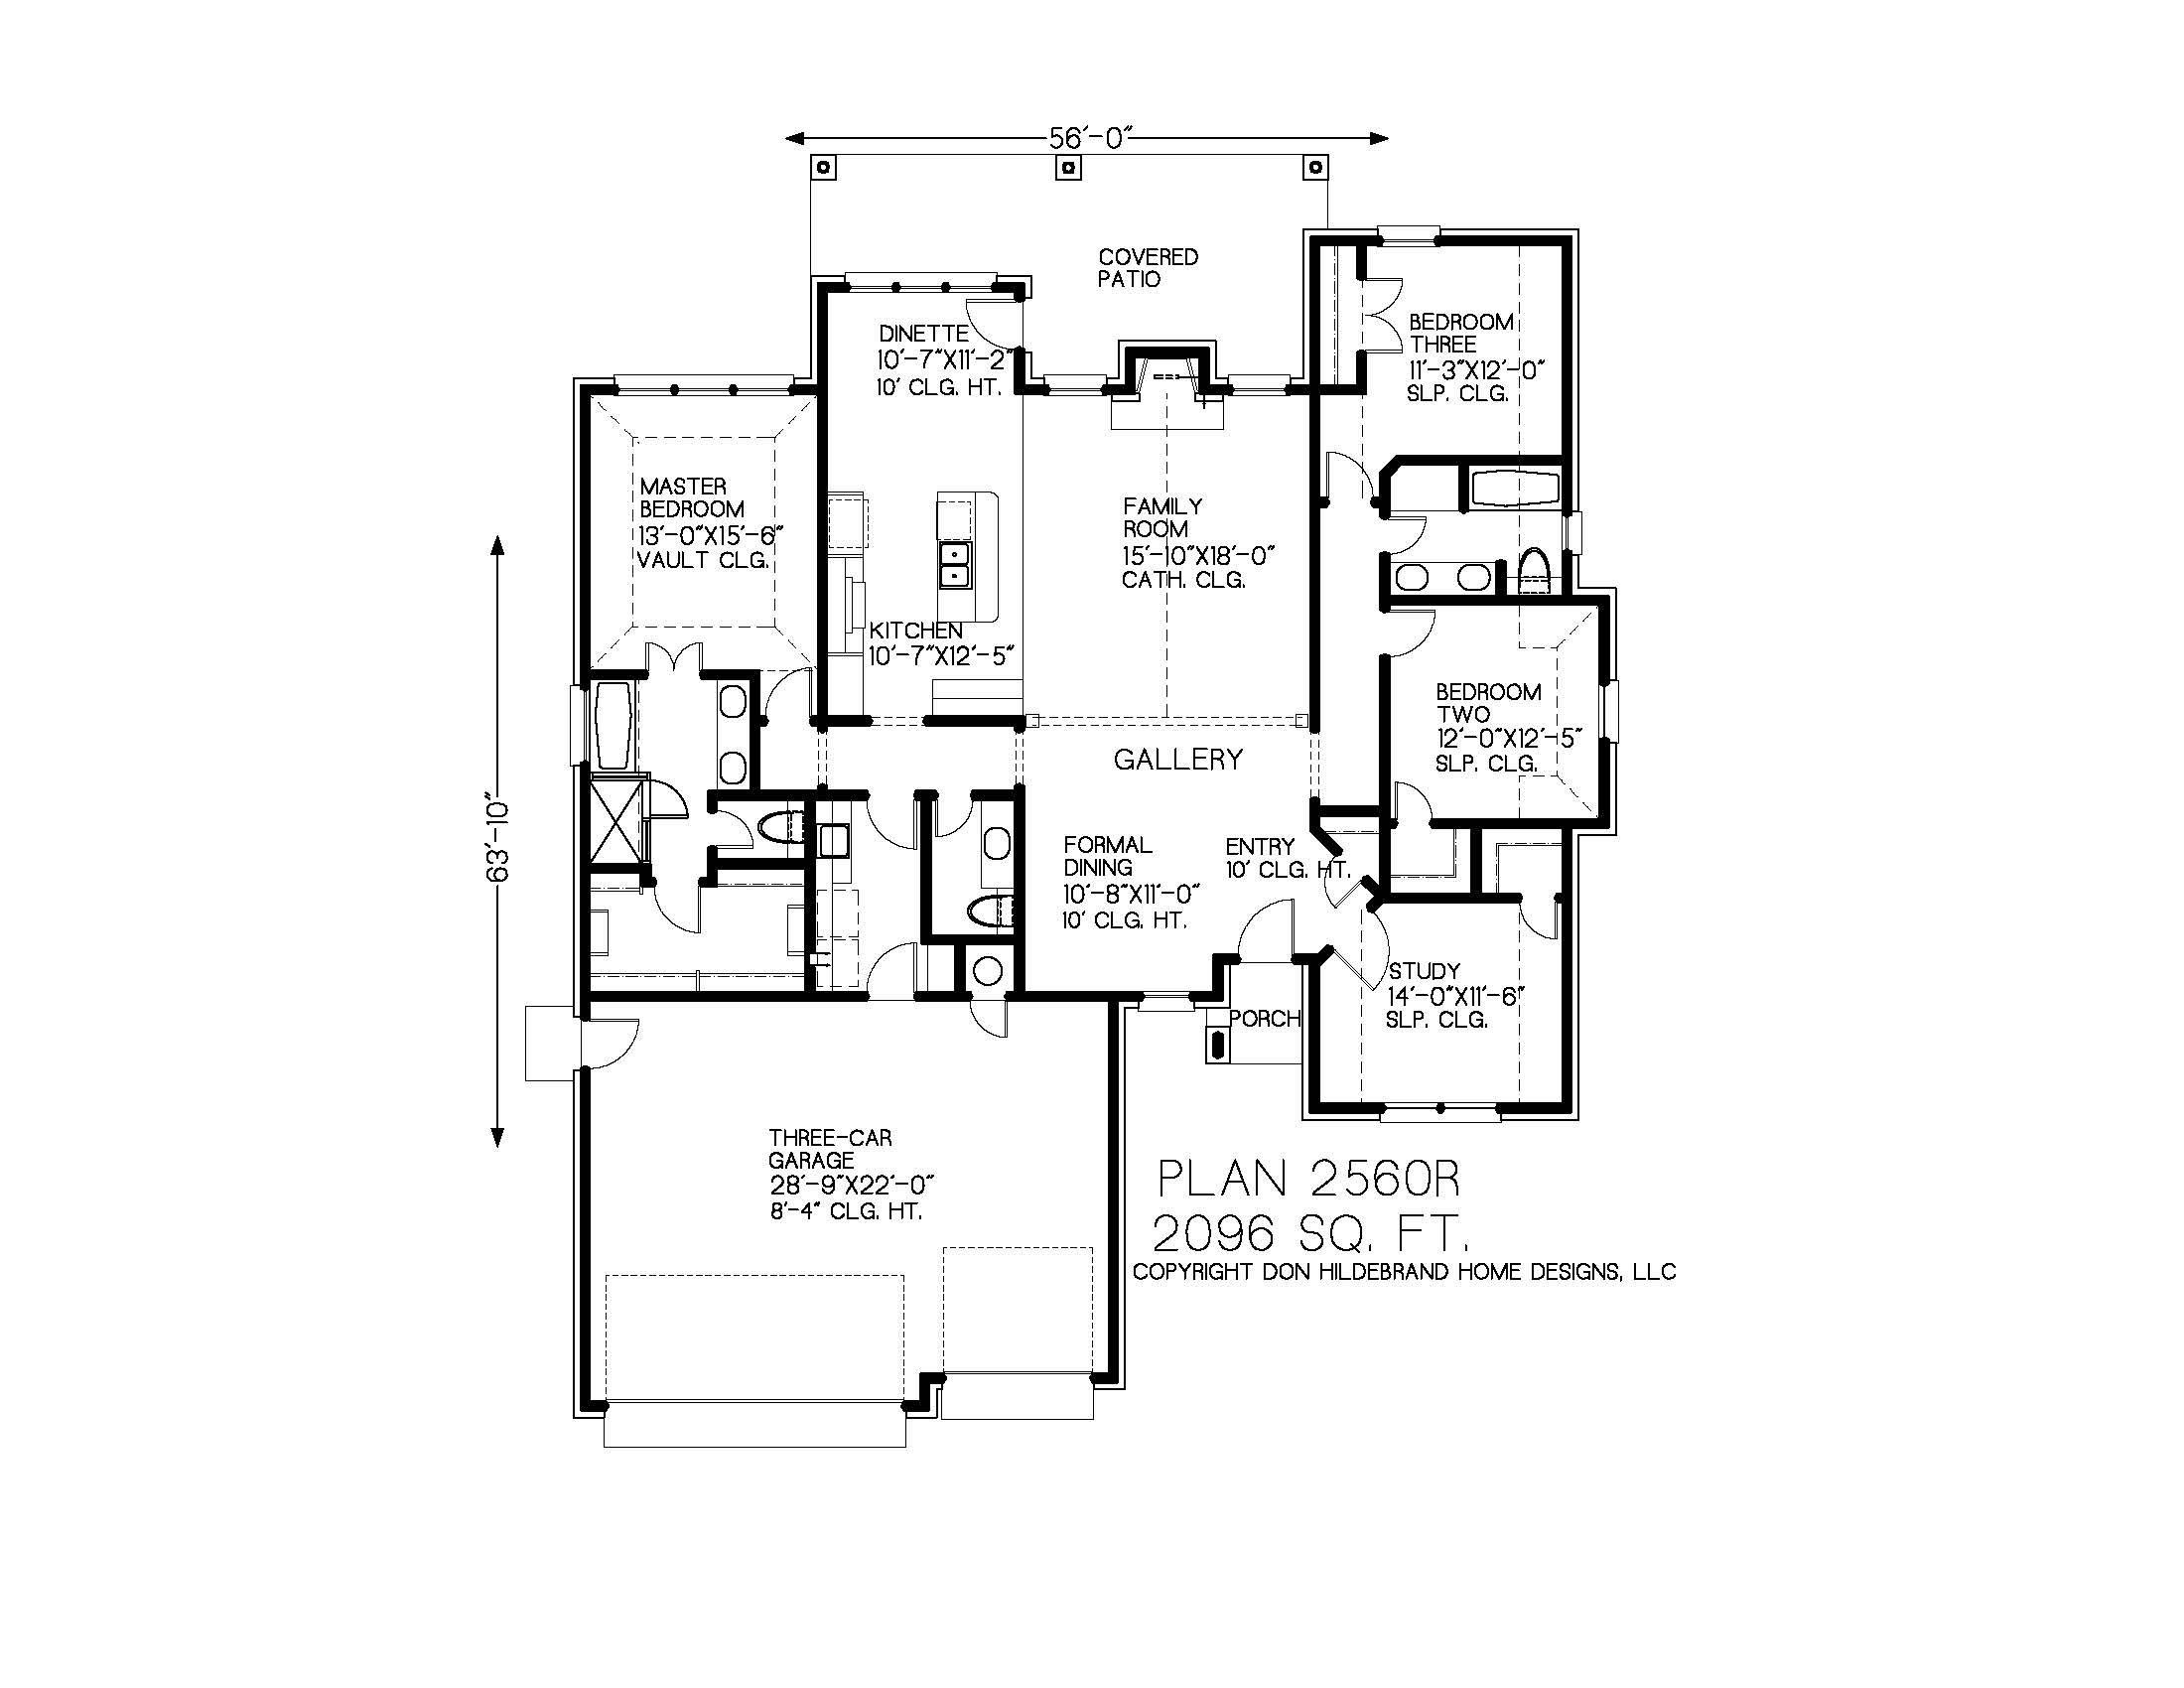 56'-0"
COVERED
PATIO
DINETTE
10'-7"X11'-2"
10' CLG. HT.
BEDROOM
THREE
11'-3"X12'-0"
SLP. CLG.
MASTER
BEDROOM
13'-0"X15'-6"
VAULT CLG.
FAMILY
ROOM
15'-10"X18'-0"
CATH. CLG.
KITCHEN
10'-7"X12'-5"
BEDROOM
TWO
12'-0"X12'-5"
SLP. CLG.
GALLERY
63'-10"
FORMAL
DINING
10'-8"X11'-0"
10' CLG. HT.
ENTRY
10' CLG. HT.
STUDY
14'-0"X11'-6"
SLP. CLG.
PORCH
THREE-CAR
GARAGE
28'-9"X22'-0"
8'-4" CLG. HT.
PLAN 2560R
2096 SQ. FT.
COPYRIGHT DON HILDEBRAND HOME DESIGNS, LLC